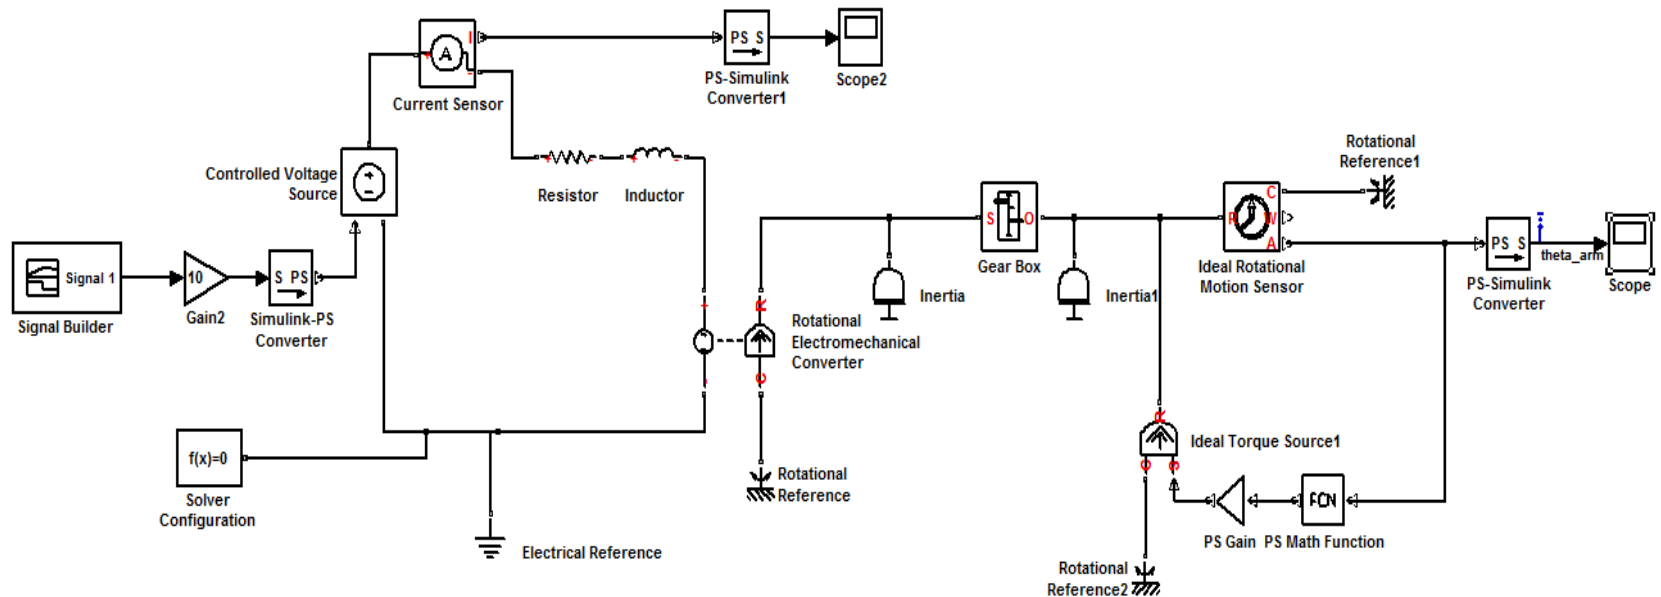 I
A
PS S
PS-Simulink
Converter1
Scope2
Current Sensor
Controlled Voltage
Source
Resistor
Inductor
Rotational
Reference1
Signal 1
Signal Builder
10
Gain2
S PS
Simulink-PS
Converter
S
O
Gear Box
R
C
W
A
Ideal Rotational
Motion Sensor
PS S
PS-Simulink
Converter
theta_arm
Scope
Inertia
Inertia1
R
C
Rotational
Electromechanical
Converter
f(x)=0
Solver
Configuration
Rotational
Reference
Electrical Reference
R
C
S
Ideal Torque Source1
PS Gain
FCN
PS Math Function
Rotational
Reference2